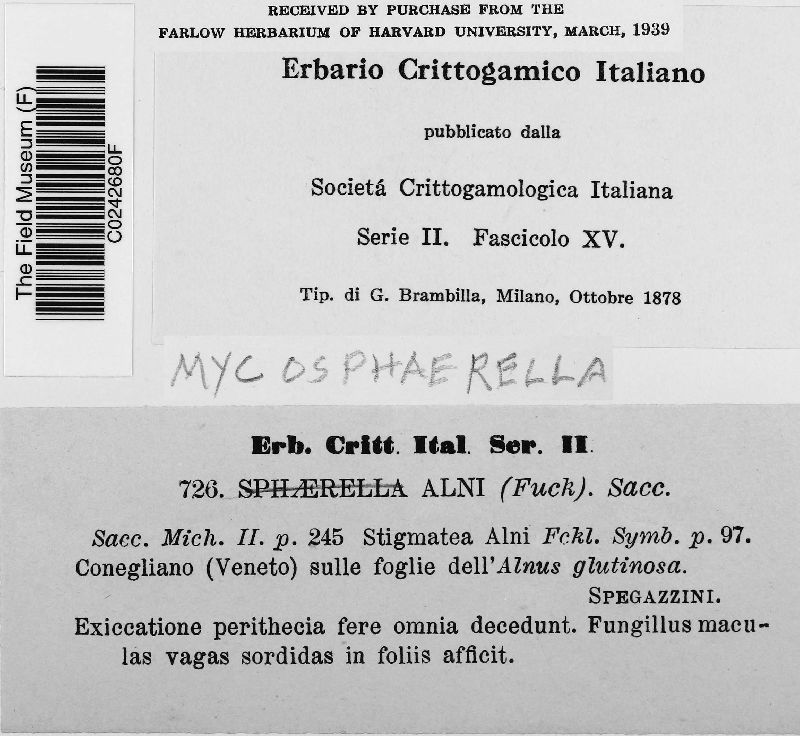 RECEIVED BY PURCHASE FROM THE
FARLOW HERBARIUM OF HARVARD UNIVERSITY, MARCH, 1939
The Field Museum (F)
C0242680F
Erbario Crittogamico Italiano
pubblicato dalla
Societá Crittogamologica Italiana
Serie II. Fascicolo XV.
Tip. di G. Brambilla, Milano, Ottobre 1878
MYCOSPHAERELLA
Erb. Critt. Ital. Ser. II.
726. SPHÆRELLA ALNI (Fuck). Sacc.
Sacc. Mich. II. p. 245 Stigmatea Alni Fckl. Symb. p. 97.
Conegliano (Veneto) sulle foglie dell'Alnus glutinosa.
SPEGAZZINI.
Exiccatione perithecia fere omnia decedunt. Fungillus macu-
las vagas sordidas in foliis afficit.